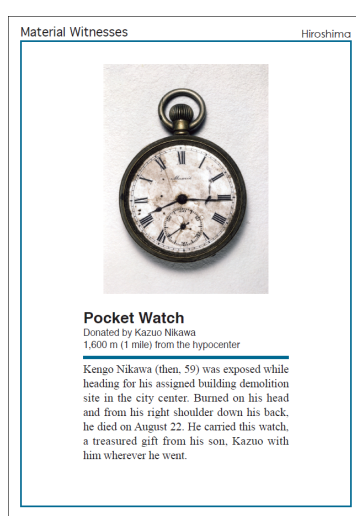 Material Witnesses
Hiroshima
Pocket Watch
Donated by Kazuo Nikawa
1,600 m (1 mile) from the hypocenter
Kengo Nikawa (then, 59) was exposed while
heading for his assigned building demolition
site in the city center. Burned on his head
and from his right shoulder down his back,
he died on August 22. He carried this watch,
a treasured gift from his son, Kazuo with
him wherever he went.